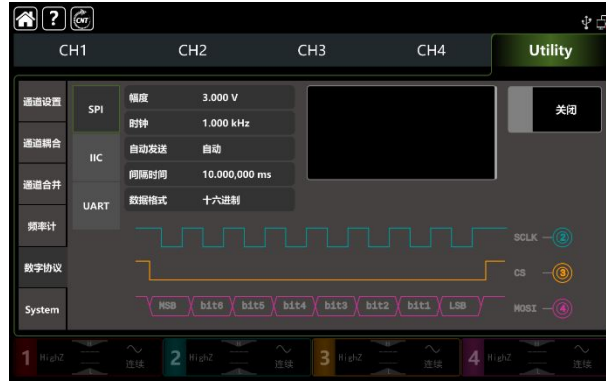 ? CNT
CH1 CH2 CH3 CH4 Utility
通道设置
通道耦合
通道合并
频率计
数字协议
System
SPI
IIC
UART
幅度 3.000 V
时钟 1.000 kHz
自动发送 自动
间隔时间 10.000,000 ms
数据格式 十六进制
关闭
SCLK ②
CS ③
MSB bit6 bit5 bit4 bit3 bit2 bit1 LSB MOSI ④
1 HighZ 连续 2 HighZ 连续 3 HighZ 连续 4 HighZ 连续